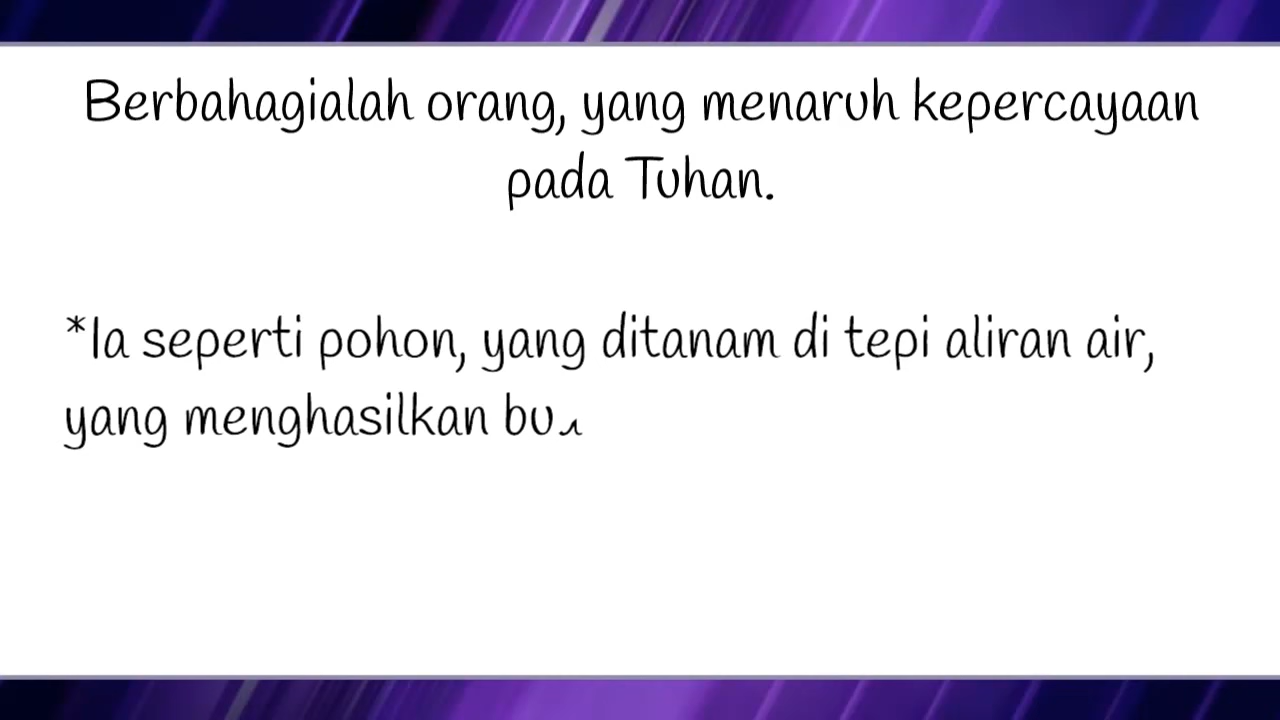 Berbahagialah orang, yang menaruh kepercayaan
pada Tuhan.
*Ia seperti pohon, yang ditanam di tepi aliran air,
yang menghasilkan